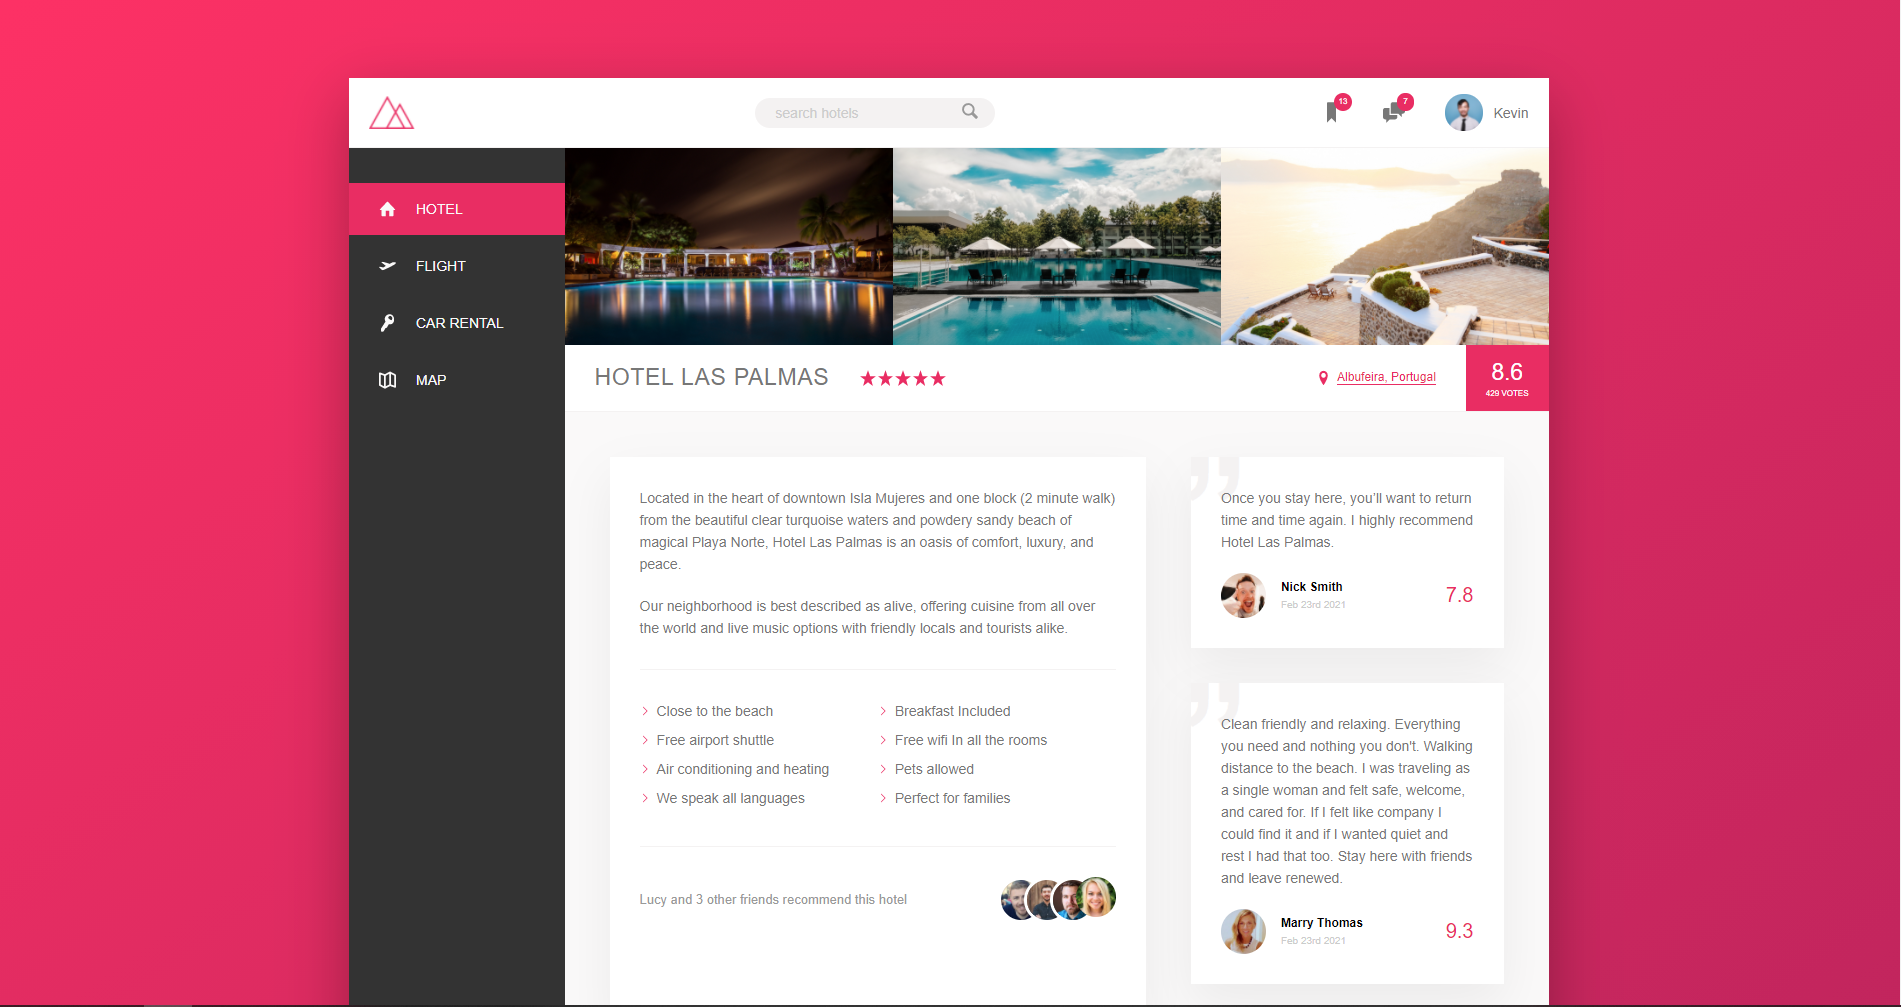 search hotels
13
7
Kevin
HOTEL
FLIGHT
CAR RENTAL
MAP
HOTEL LAS PALMAS
Albufeira, Portugal
8.6
429 VOTES
Located in the heart of downtown Isla Mujeres and one block (2 minute walk)
from the beautiful clear turquoise waters and powdery sandy beach of
magical Playa Norte, Hotel Las Palmas is an oasis of comfort, luxury, and
peace.
Our neighborhood is best described as alive, offering cuisine from all over
the world and live music options with friendly locals and tourists alike.
Close to the beach
Breakfast Included
Free airport shuttle
Free wifi In all the rooms
Air conditioning and heating
Pets allowed
We speak all languages
Perfect for families
Lucy and 3 other friends recommend this hotel
Once you stay here, you’ll want to return
time and time again. I highly recommend
Hotel Las Palmas.
Nick Smith
Feb 23rd 2021
7.8
Clean friendly and relaxing. Everything
you need and nothing you don't. Walking
distance to the beach. I was traveling as
a single woman and felt safe, welcome,
and cared for. If I felt like company I
could find it and if I wanted quiet and
rest I had that too. Stay here with friends
and leave renewed.
Marry Thomas
Feb 23rd 2021
9.3